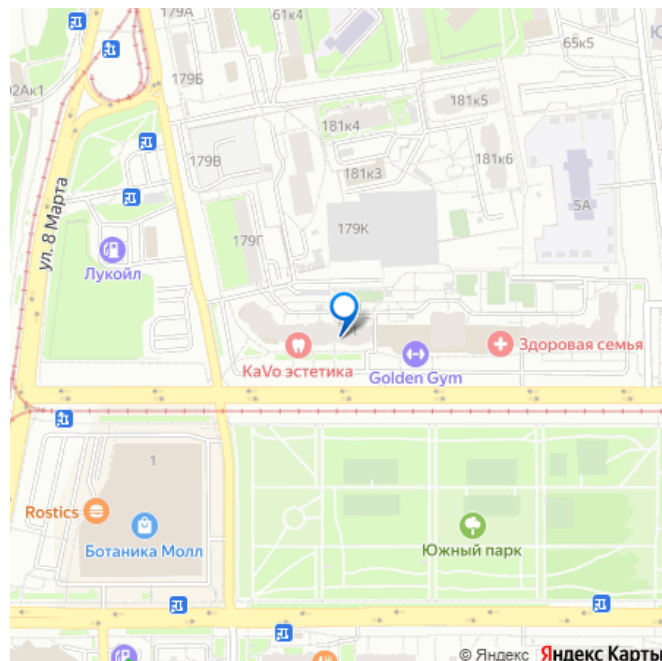 179А
61к4
65к5
179Б
02Ак1
181к5
181к4
179В
181к6
181к3
5А
ул. 8 Марта
179К
179Г
Лукойл
Здоровая семья
KaVo эстетика
Golden Gym
1
Rostics
Ботаника Молл
Южный парк
© Яндекс Яндекс Карты